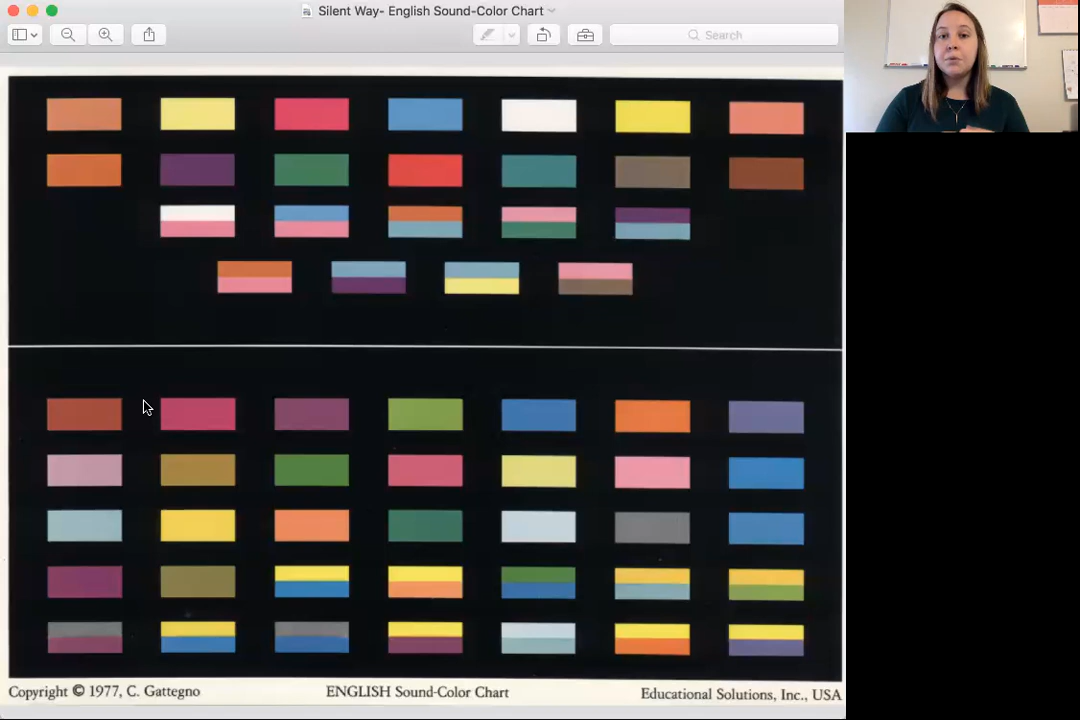 Silent Way- English Sound-Color Chart
Search
Copyright © 1977, C. Gattegno
ENGLISH Sound-Color Chart
Educational Solutions, Inc., USA